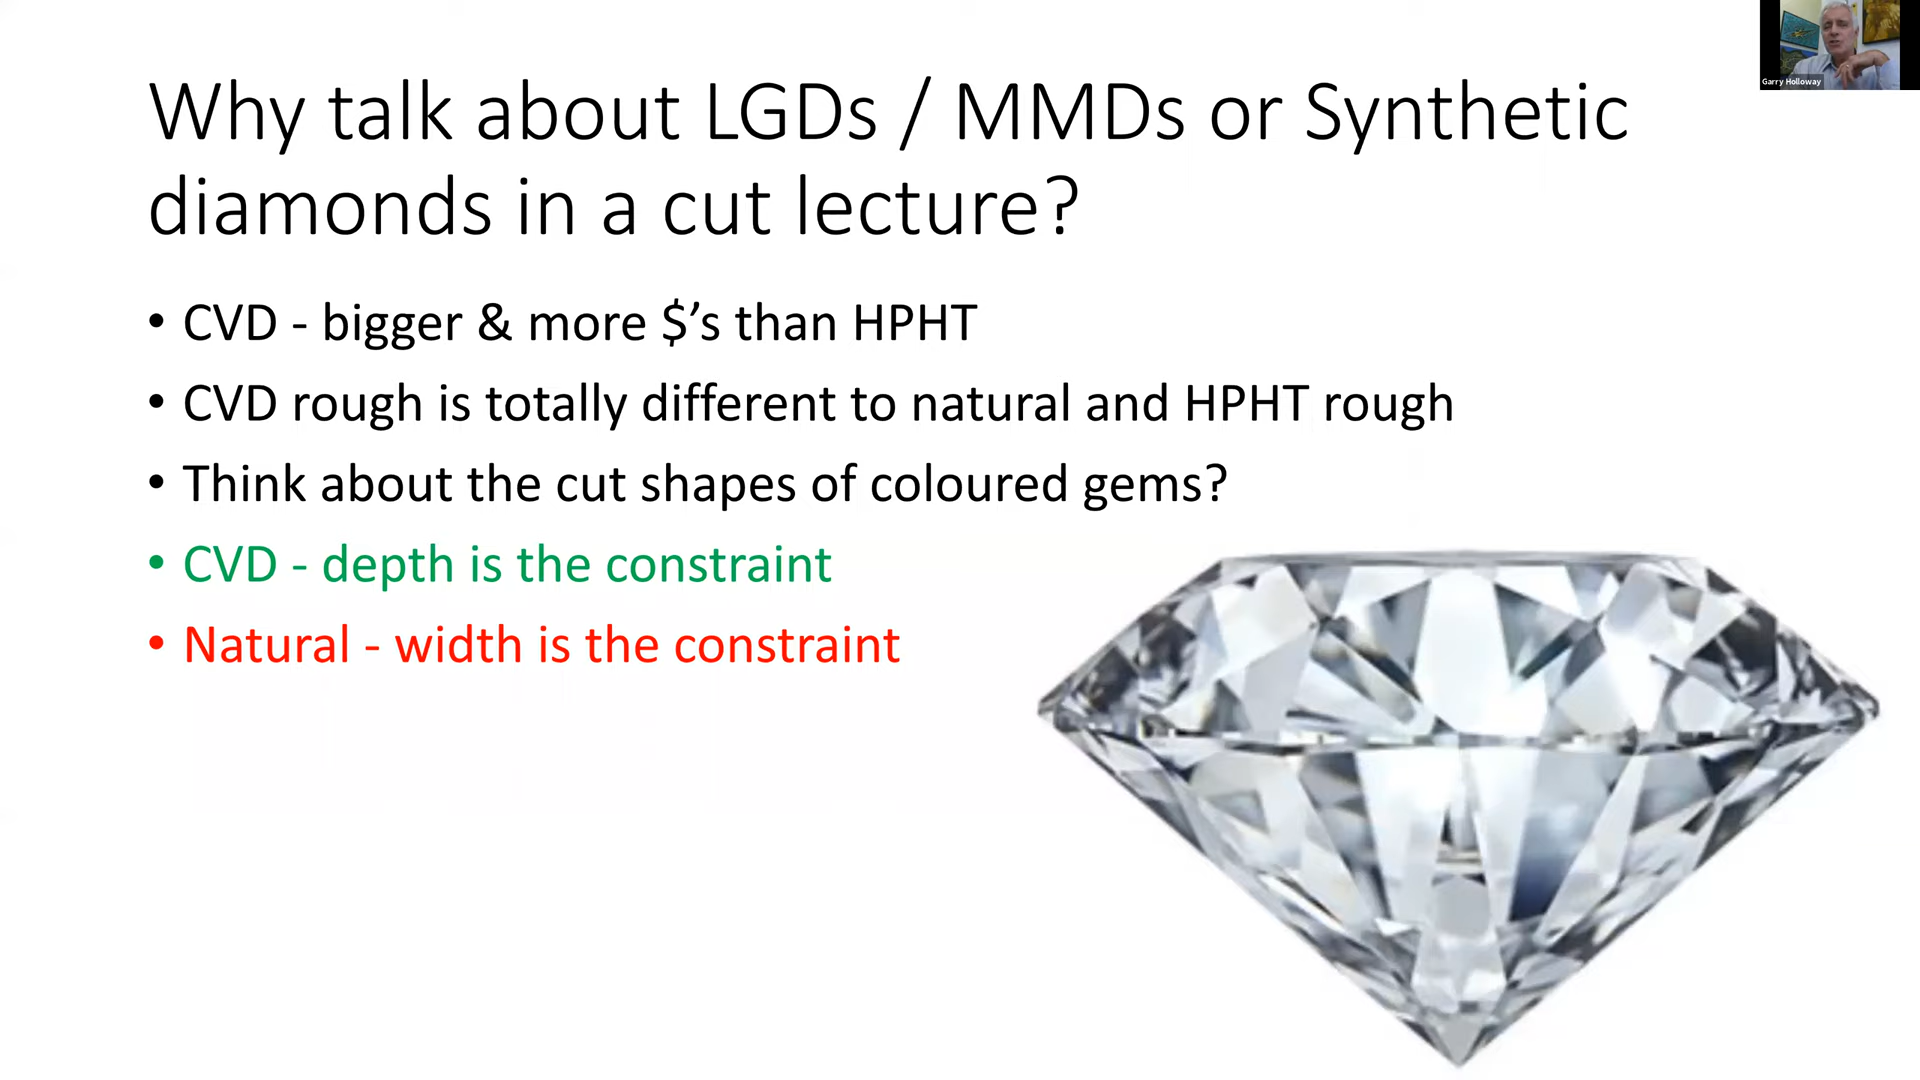 Why talk about LGDs / MMDs or Synthetic
diamonds in a cut lecture?
• CVD - bigger & more $’s than HPHT
• CVD rough is totally different to natural and HPHT rough
• Think about the cut shapes of coloured gems?
• CVD - depth is the constraint
• Natural - width is the constraint
Garry Holloway